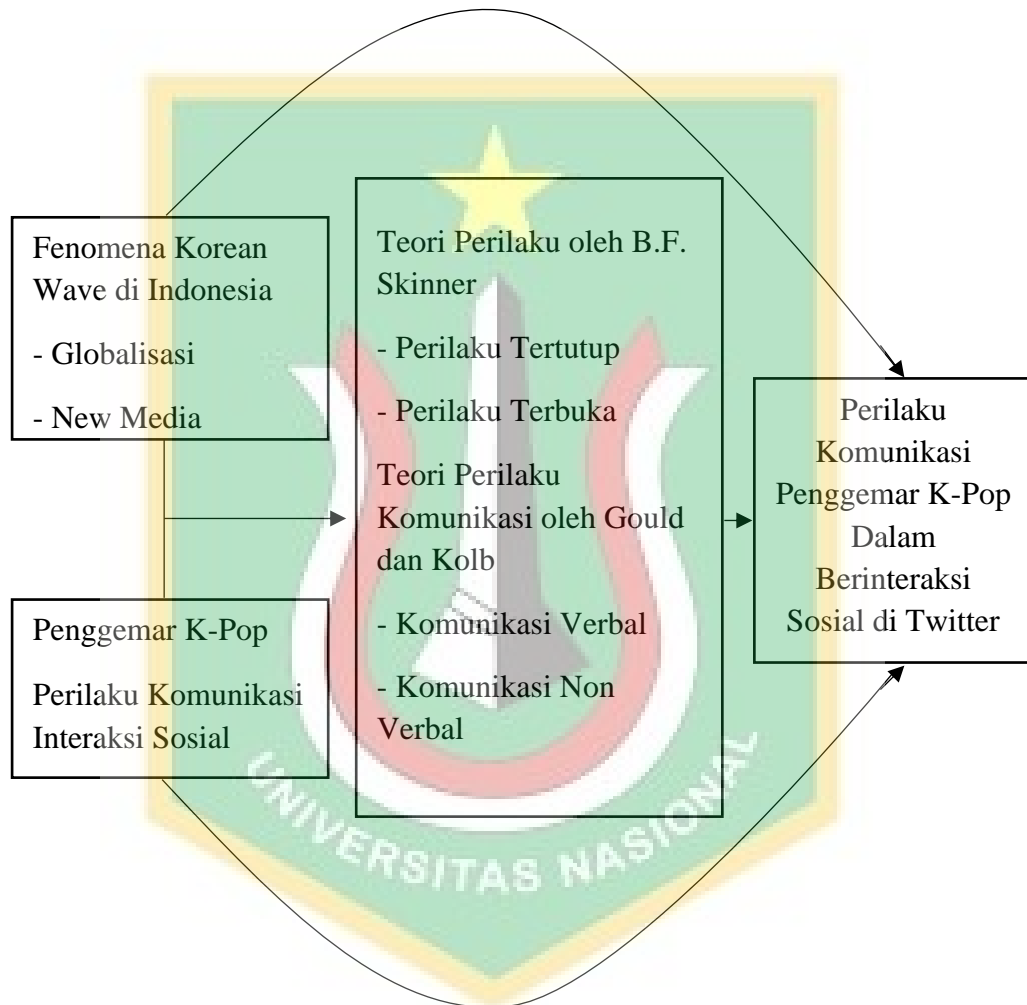 Fenomena Korean
Wave di Indonesia
- Globalisasi
- New Media
Penggemar K-Pop
Perilaku Komunikasi
Interaksi Sosial
Teori Perilaku oleh B.F.
Skinner
- Perilaku Tertutup
- Perilaku Terbuka
Teori Perilaku
Komunikasi oleh Gould
dan Kolb
- Komunikasi Verbal
- Komunikasi Non
Verbal
Perilaku
Komunikasi
Penggemar K-Pop
Dalam
Berinteraksi
Sosial di Twitter
UNIVERSITAS NASIONAL